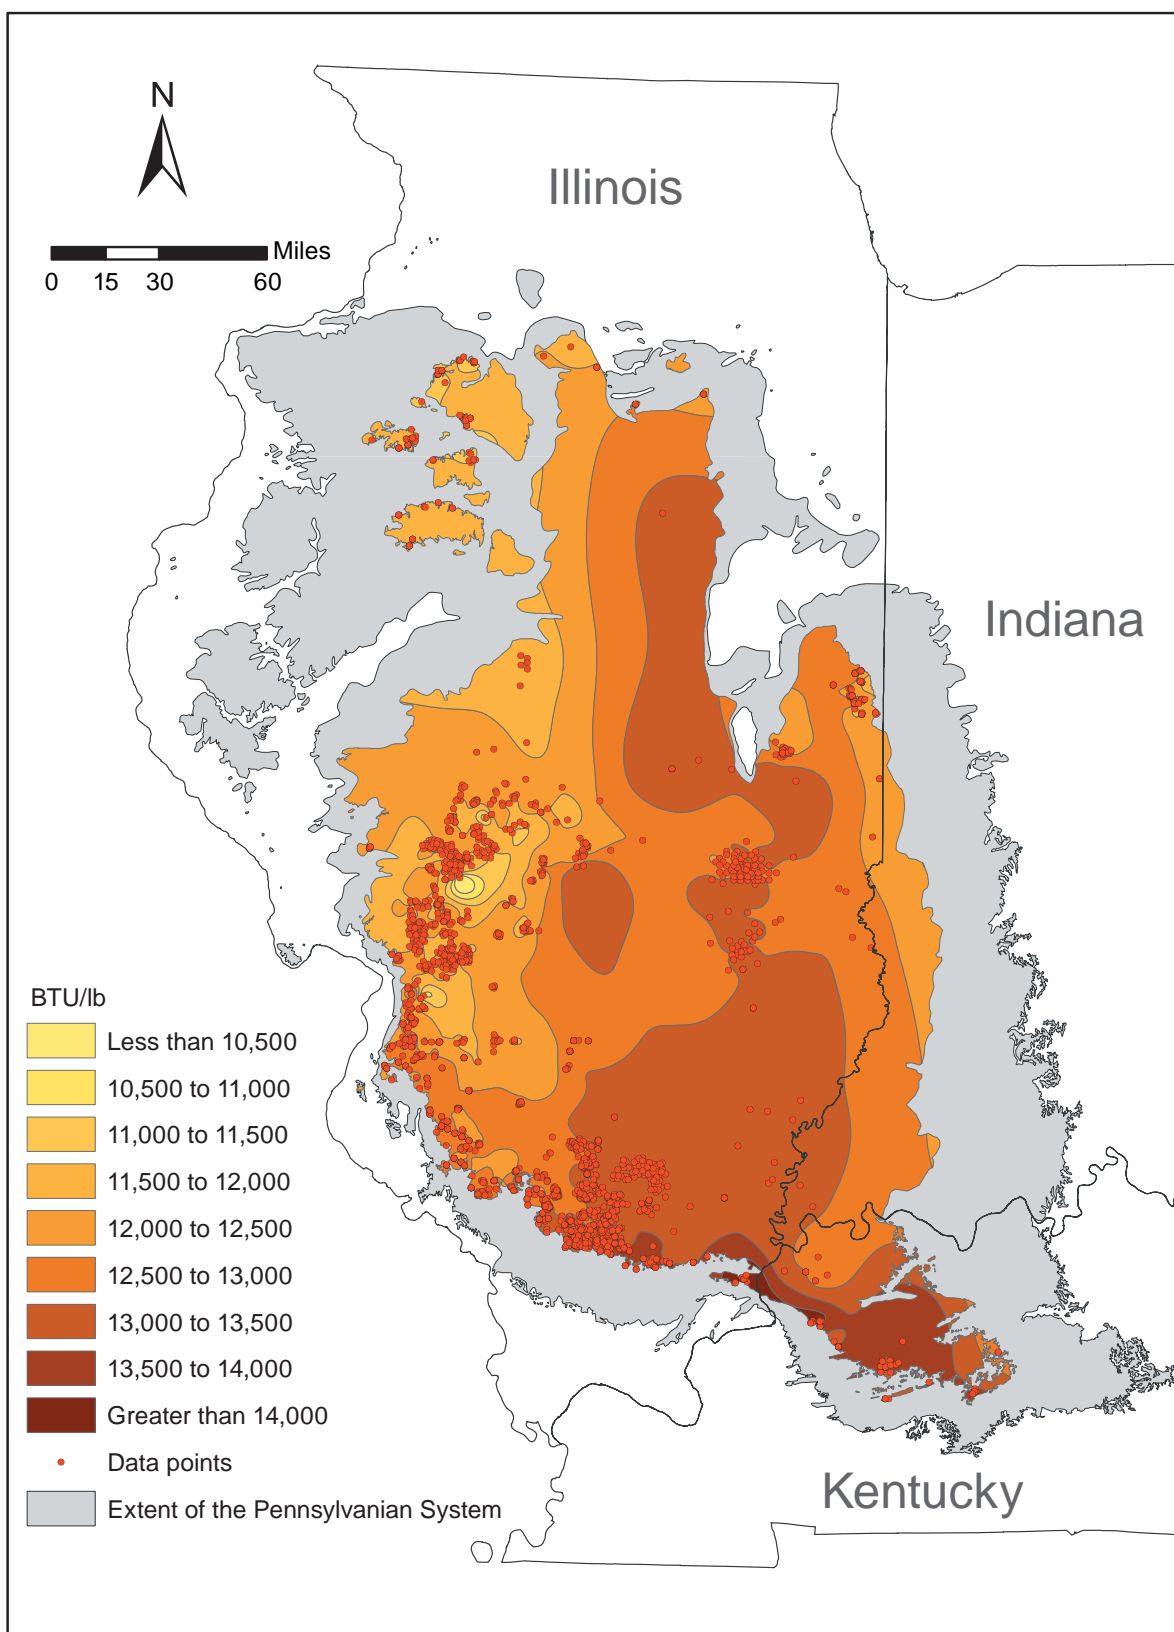 N
Illinois
Miles
0 15 30 60
Indiana
BTU/lb
Less than 10,500
10,500 to 11,000
11,000 to 11,500
11,500 to 12,000
12,000 to 12,500
12,500 to 13,000
13,000 to 13,500
13,500 to 14,000
Greater than 14,000
Data points
Extent of the Pennsylvanian System
Kentucky